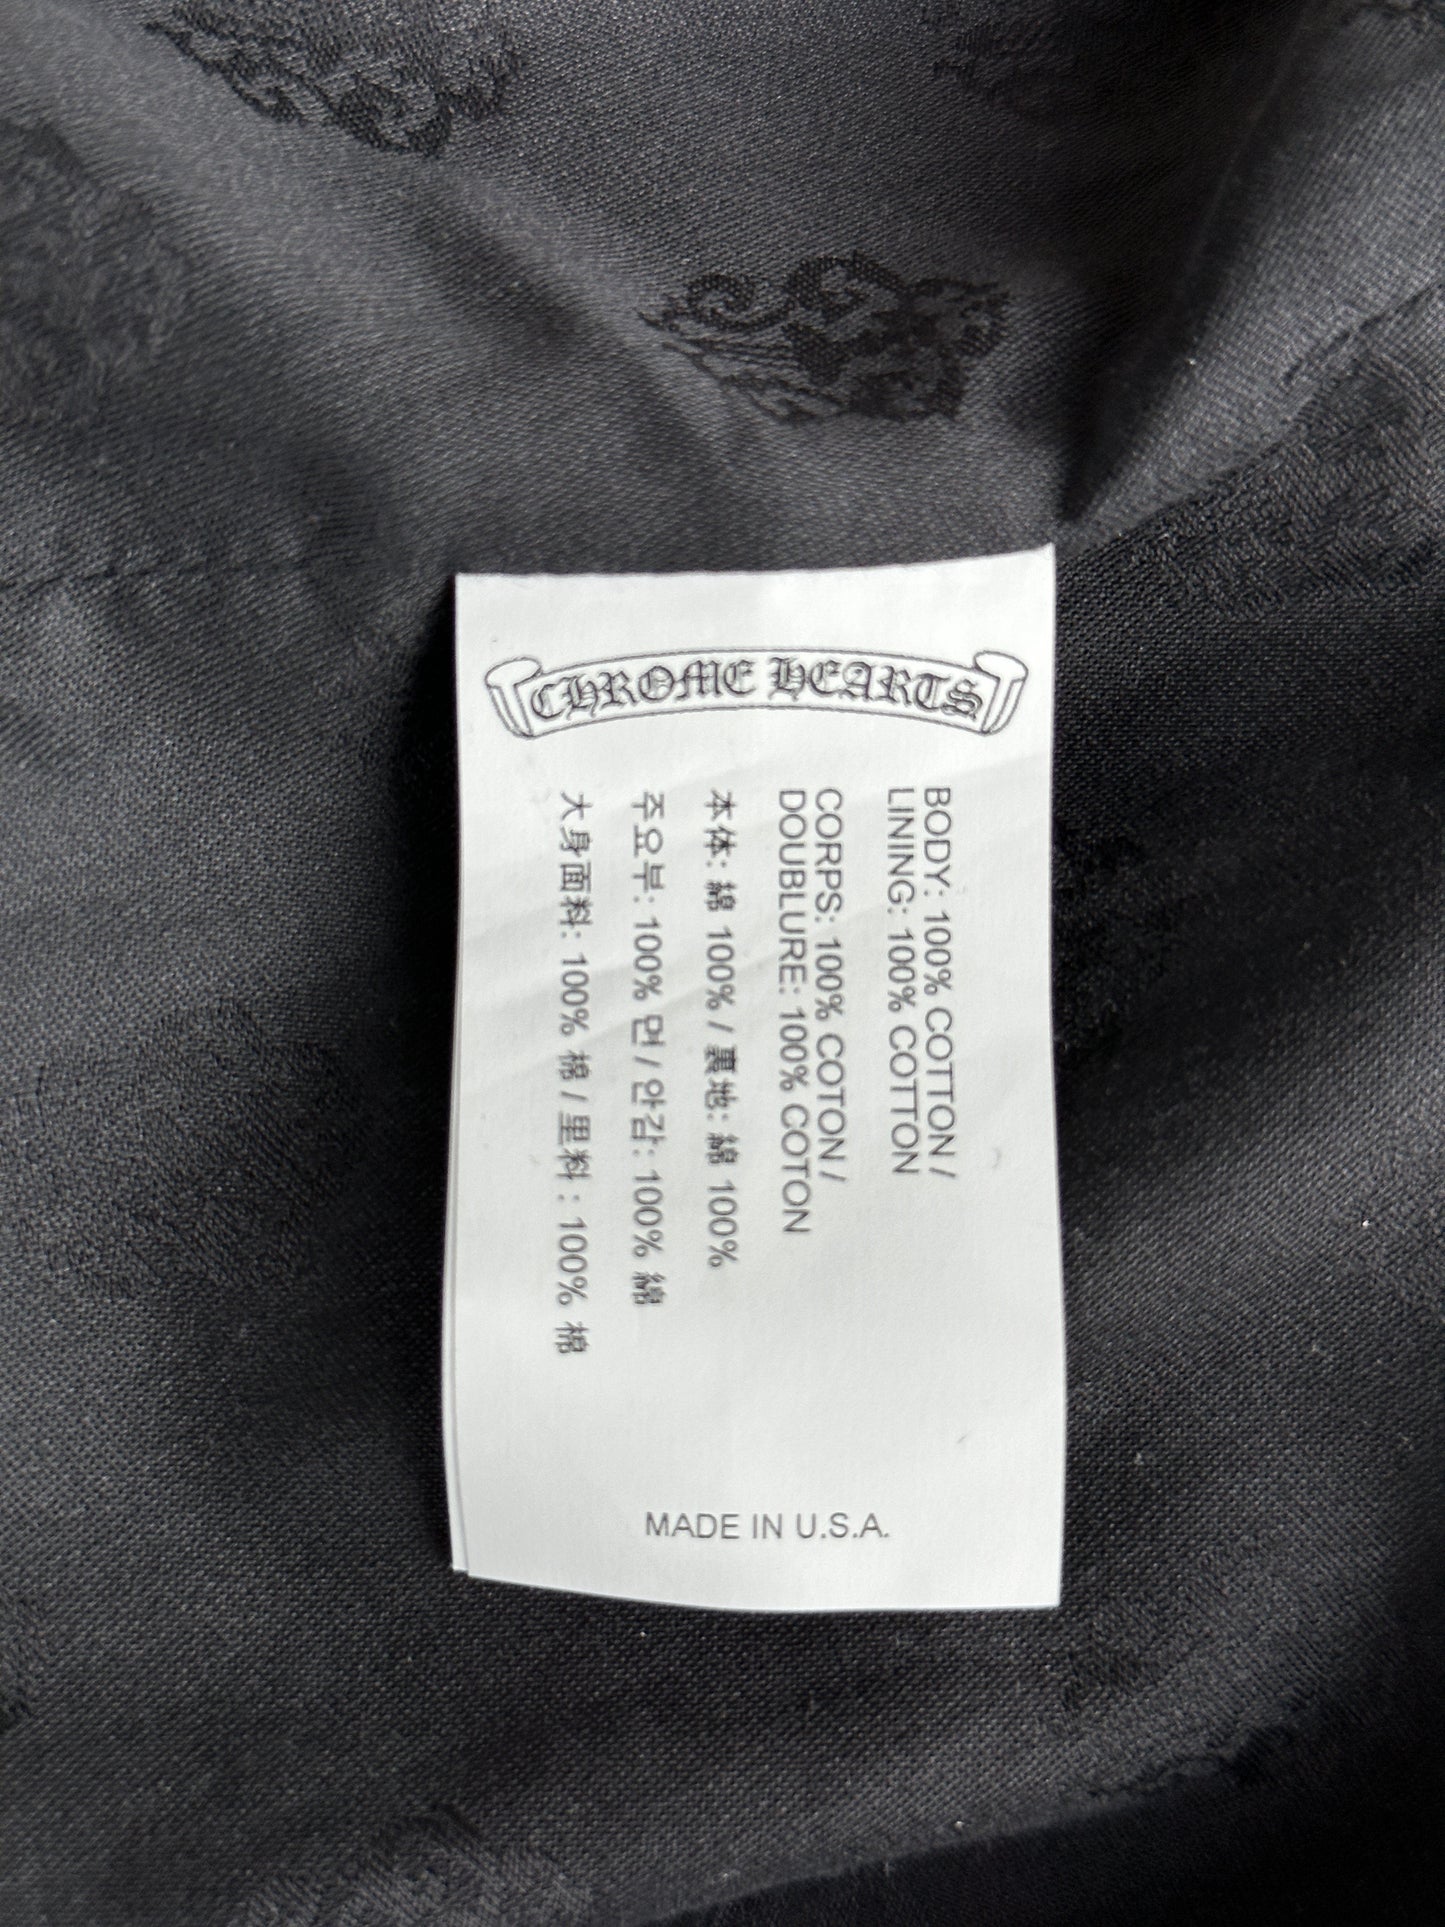 CHROME HEARTS
BODY: 100% COTTON /
LINING: 100% COTTON
CORPS: 100% COTON /
DOUBLURE: 100% COTON
本体: 綿 100% / 裏地: 綿 100%
주요부: 100% 면 / 안감: 100% 綿
大身面料: 100% 棉 / 里料 : 100% 棉
MADE IN U.S.A.